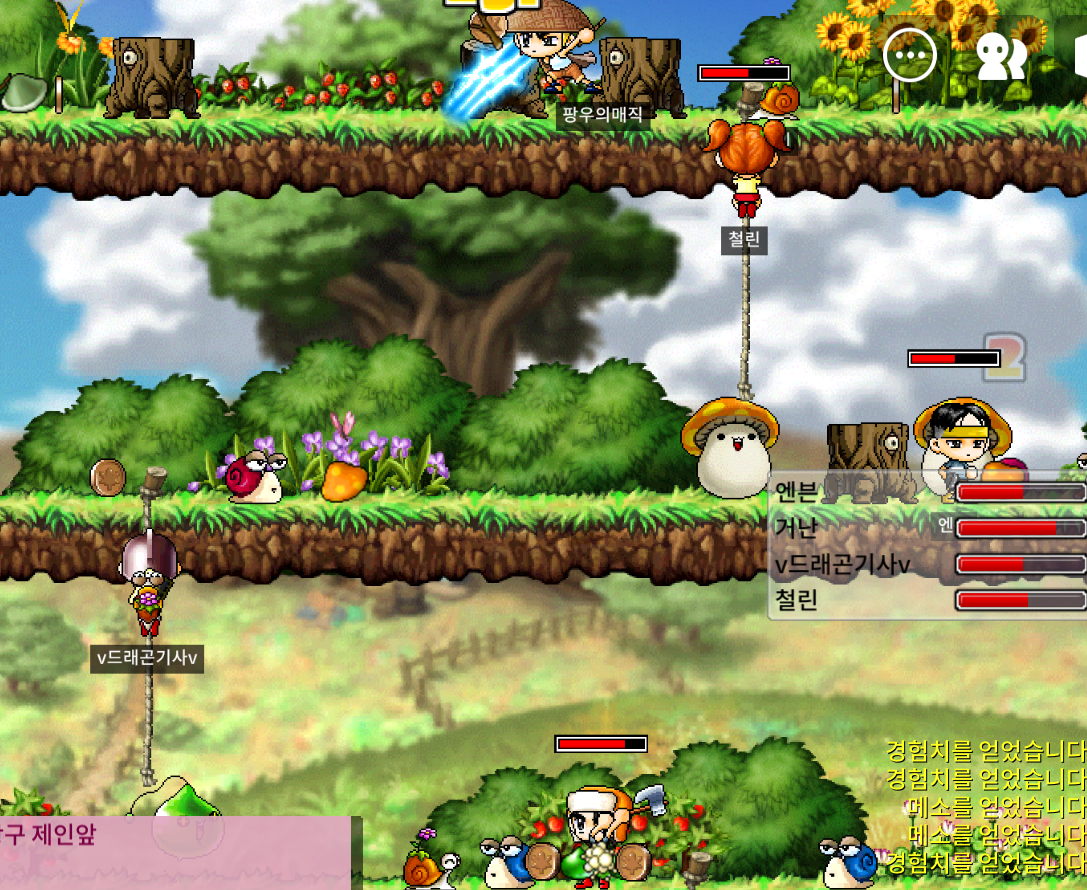 팡우의매직
철린
2
엔븐
거난
엔
v드래곤기사v
철린
v드래곤기사v
경험치를 얻었습니다
경험치를 얻었습니다
메소를 얻었습니다
메소를 얻었습니다
경험치를 얻었습니다
구 제인앞